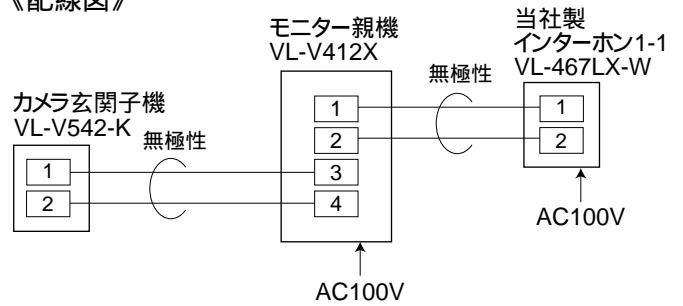 《配線図》
カメラ玄関子機
VL-V542-K
無極性
1
2
モニター親機
VL-V412X
1
2
3
4
AC100V
無極性
当社製
インターホン1-1
VL-467LX-W
1
2
AC100V